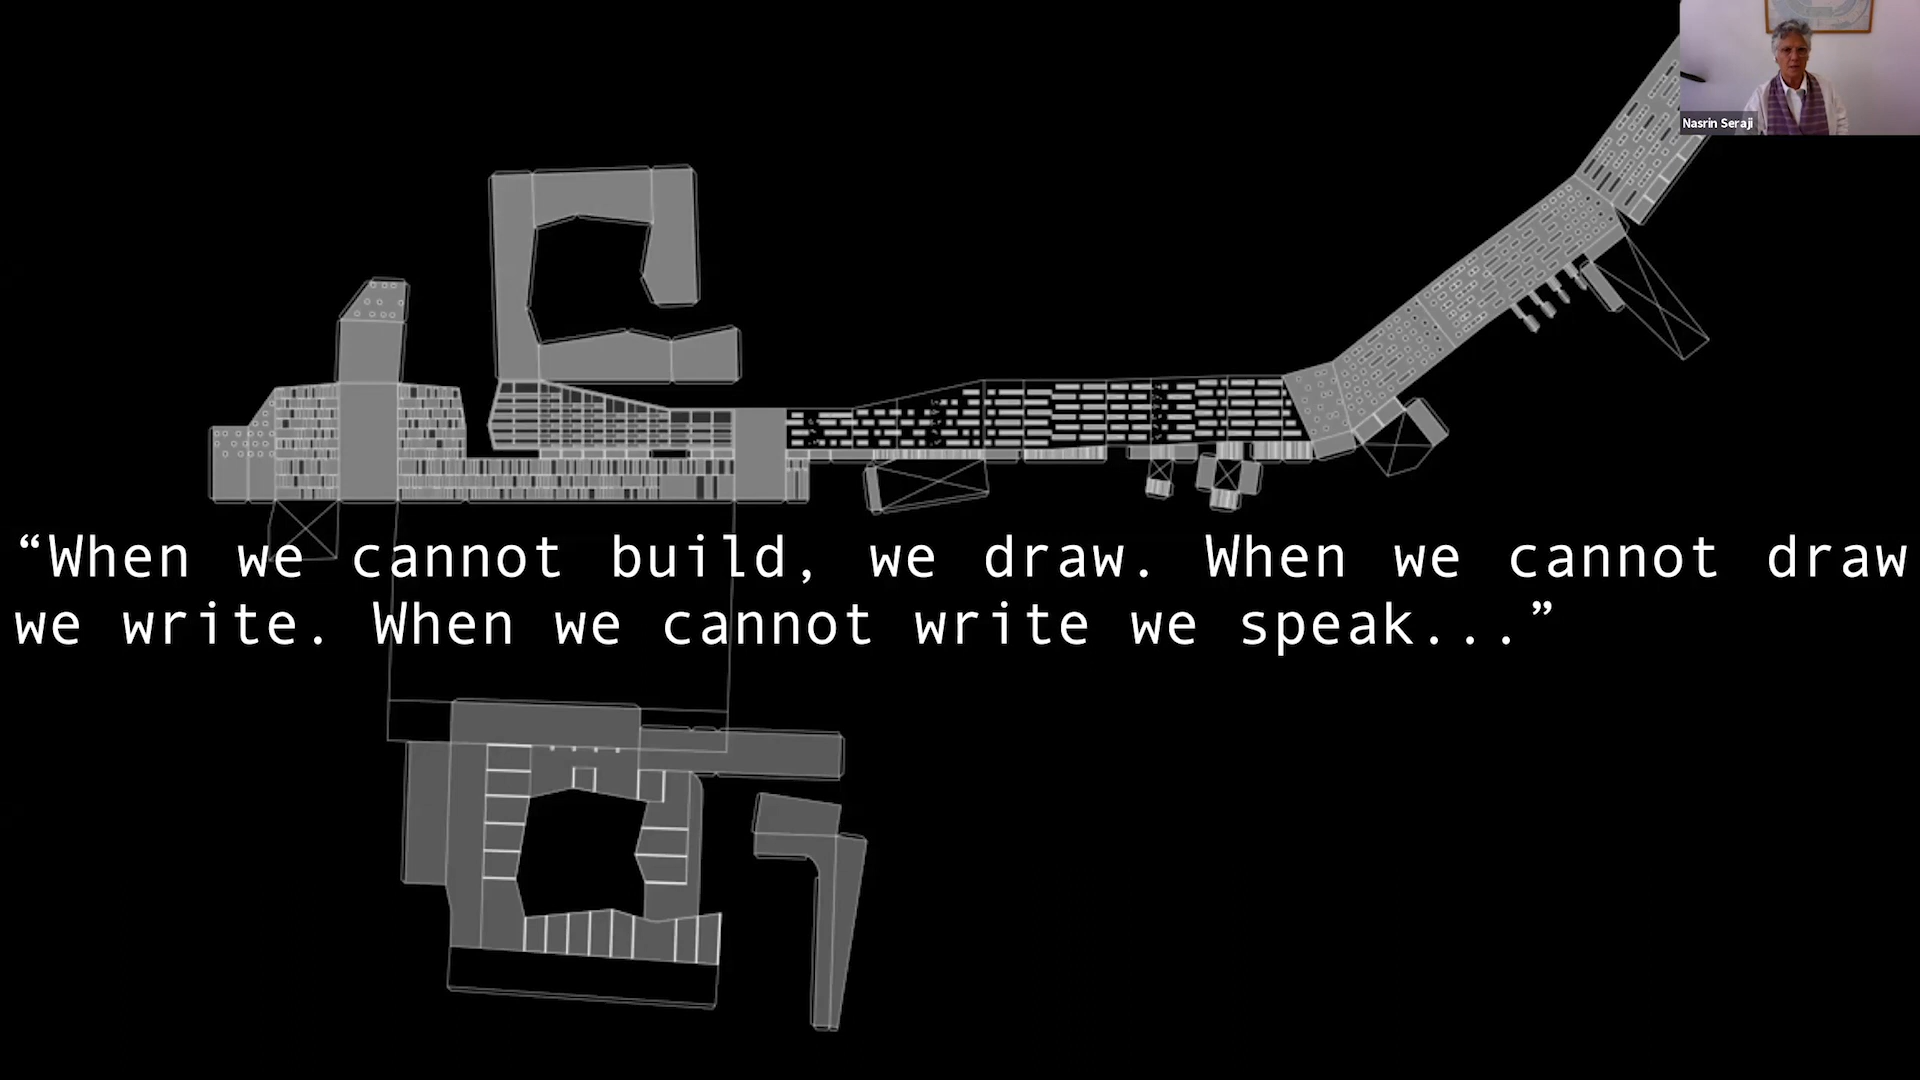 Nasrin Seraji
“When we cannot build, we draw. When we cannot draw
we write. When we cannot write we speak...”